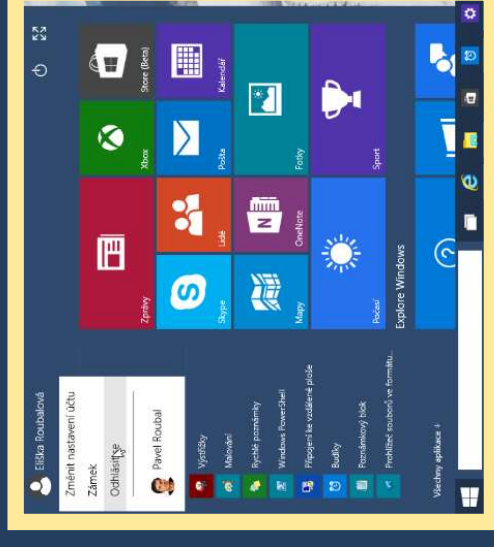 Eliška Roubalová
Změnit nastavení účtu
Zámek
Odhlásit se
Pavel Roubal
Výstřižky
Malování
Rychlé poznámky
Windows PowerShell
Připojení ke vzdálené ploše
Budíky
Poznámkový blok
Prohlížeč souborů ve formátu...
Všechny aplikace ↓
Zprávy
Xbox
Store (Beta)
Skype
Lidé
Pošta
Kalendář
Mapy
OneNote
Fotky
Počasí
Sport
Explore Windows